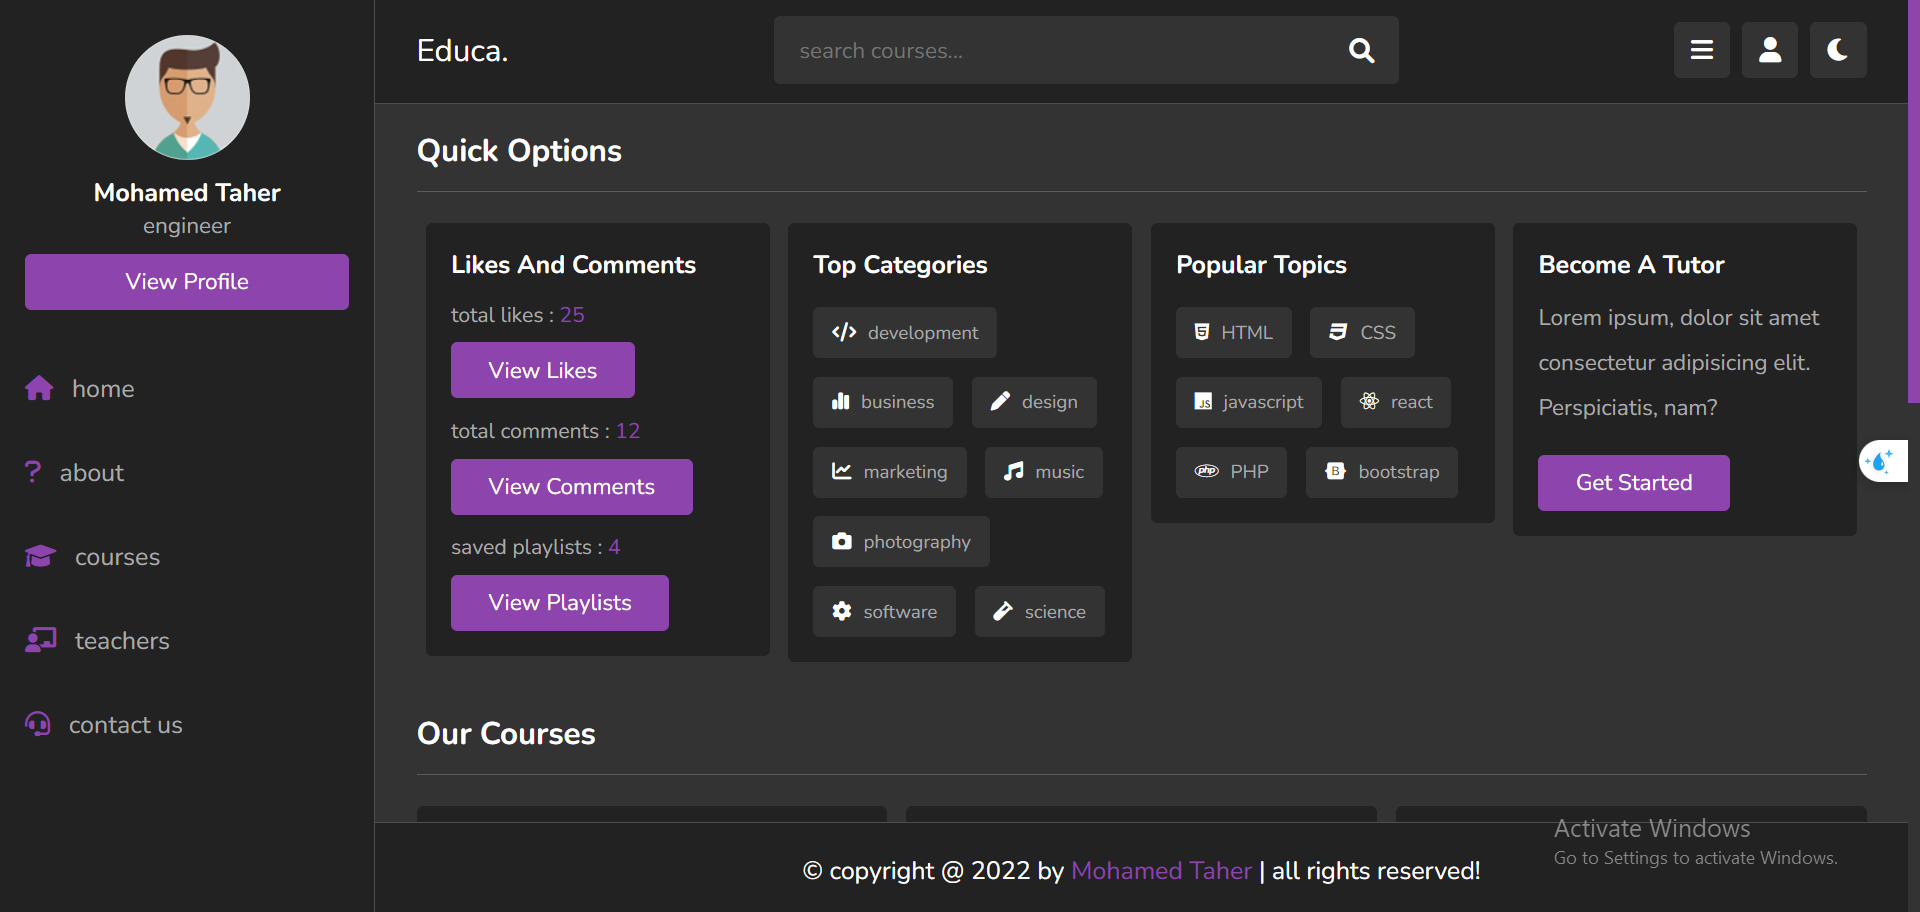 Mohamed Taher
engineer
View Profile
home
about
courses
teachers
contact us
Educa.
search courses...
Quick Options
Likes And Comments
total likes : 25
View Likes
total comments : 12
View Comments
saved playlists : 4
View Playlists
Top Categories
development
business
design
marketing
music
photography
software
science
Popular Topics
HTML
CSS
JS
javascript
react
php
PHP
B
bootstrap
Become A Tutor
Lorem ipsum, dolor sit amet
consectetur adipisicing elit.
Perspiciatis, nam?
Get Started
Our Courses
© copyright @ 2022 by Mohamed Taher | all rights reserved!
Activate Windows
Go to Settings to activate Windows.